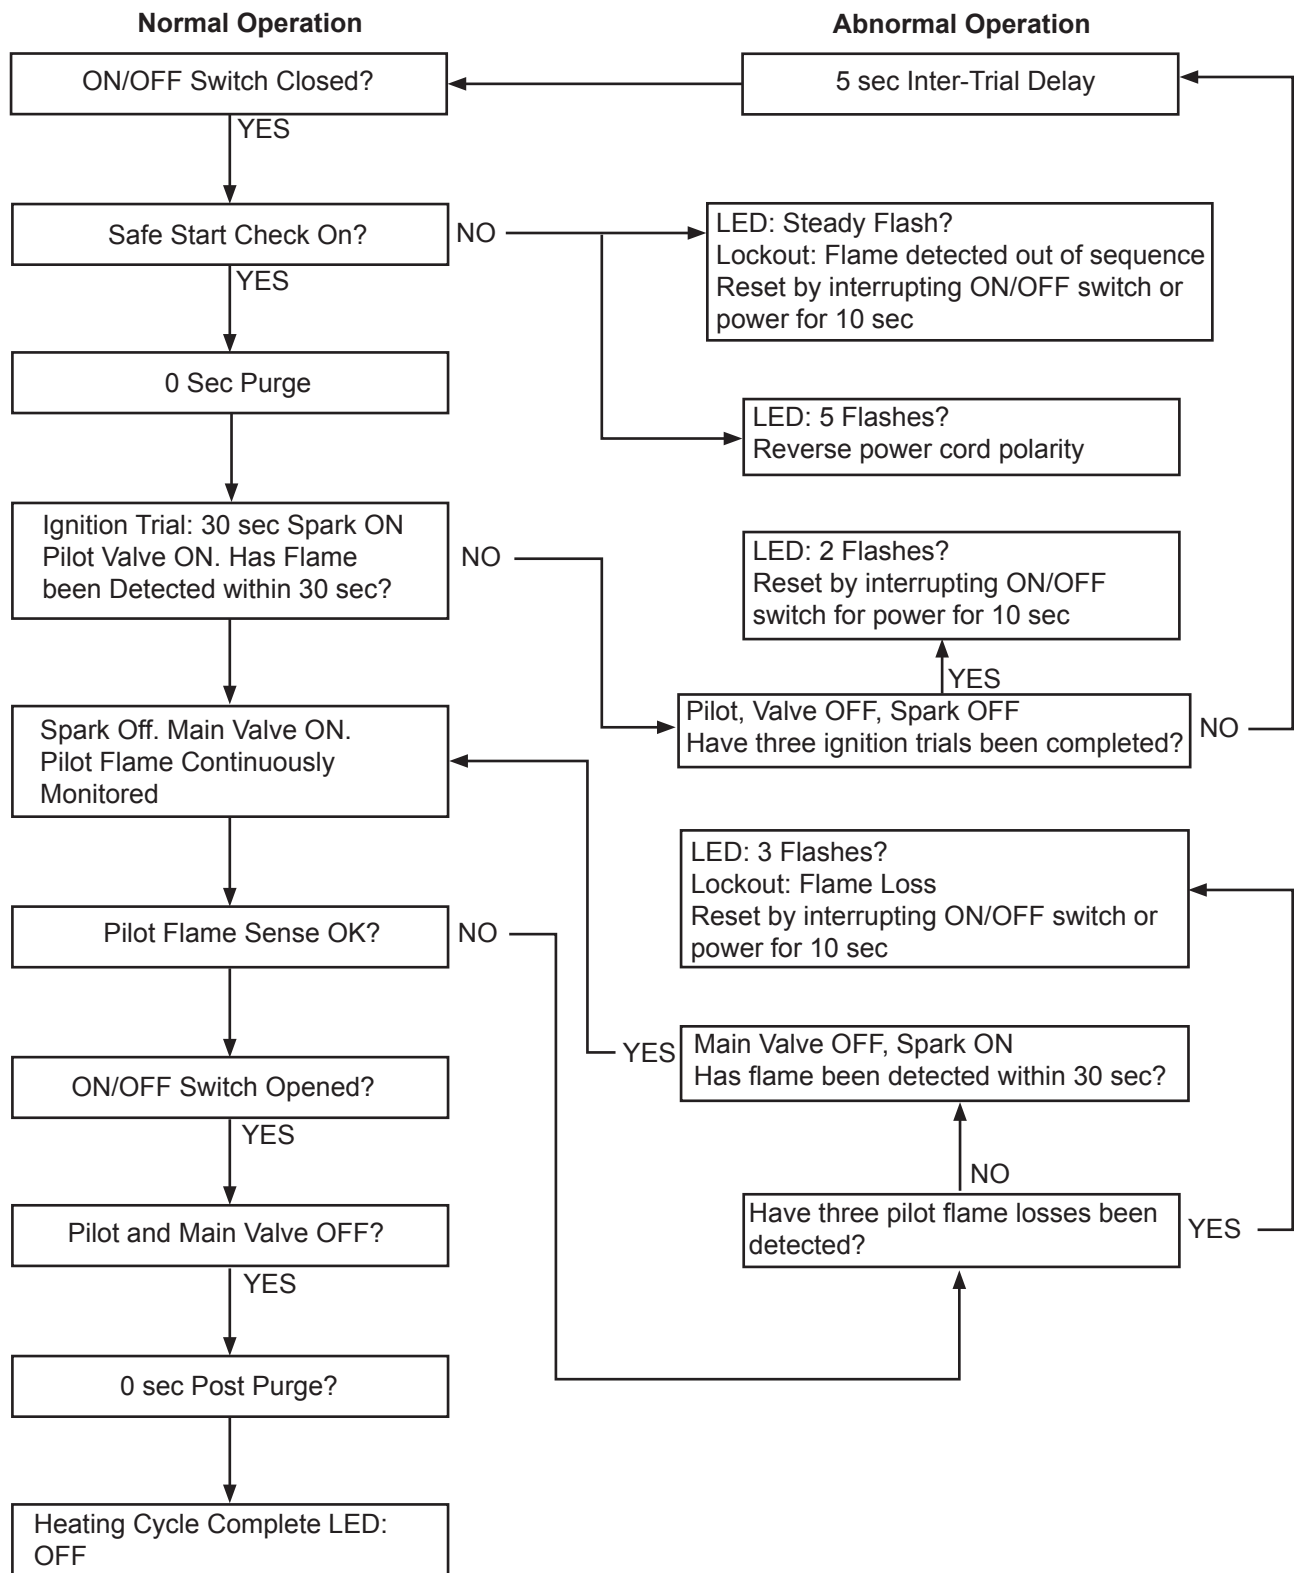 Normal Operation
Abnormal Operation
ON/OFF Switch Closed?
5 sec Inter-Trial Delay
YES
Safe Start Check On?
NO
LED: Steady Flash?
Lockout: Flame detected out of sequence
Reset by interrupting ON/OFF switch or
power for 10 sec
YES
0 Sec Purge
LED: 5 Flashes?
Reverse power cord polarity
Ignition Trial: 30 sec Spark ON
Pilot Valve ON. Has Flame
been Detected within 30 sec?
NO
LED: 2 Flashes?
Reset by interrupting ON/OFF
switch for power for 10 sec
YES
Pilot, Valve OFF, Spark OFF
Have three ignition trials been completed?
NO
Spark Off. Main Valve ON.
Pilot Flame Continuously
Monitored
LED: 3 Flashes?
Lockout: Flame Loss
Reset by interrupting ON/OFF switch or
power for 10 sec
Pilot Flame Sense OK?
NO
YES
Main Valve OFF, Spark ON
Has flame been detected within 30 sec?
ON/OFF Switch Opened?
YES
NO
Have three pilot flame losses been
detected?
YES
Pilot and Main Valve OFF?
YES
0 sec Post Purge?
Heating Cycle Complete LED:
OFF